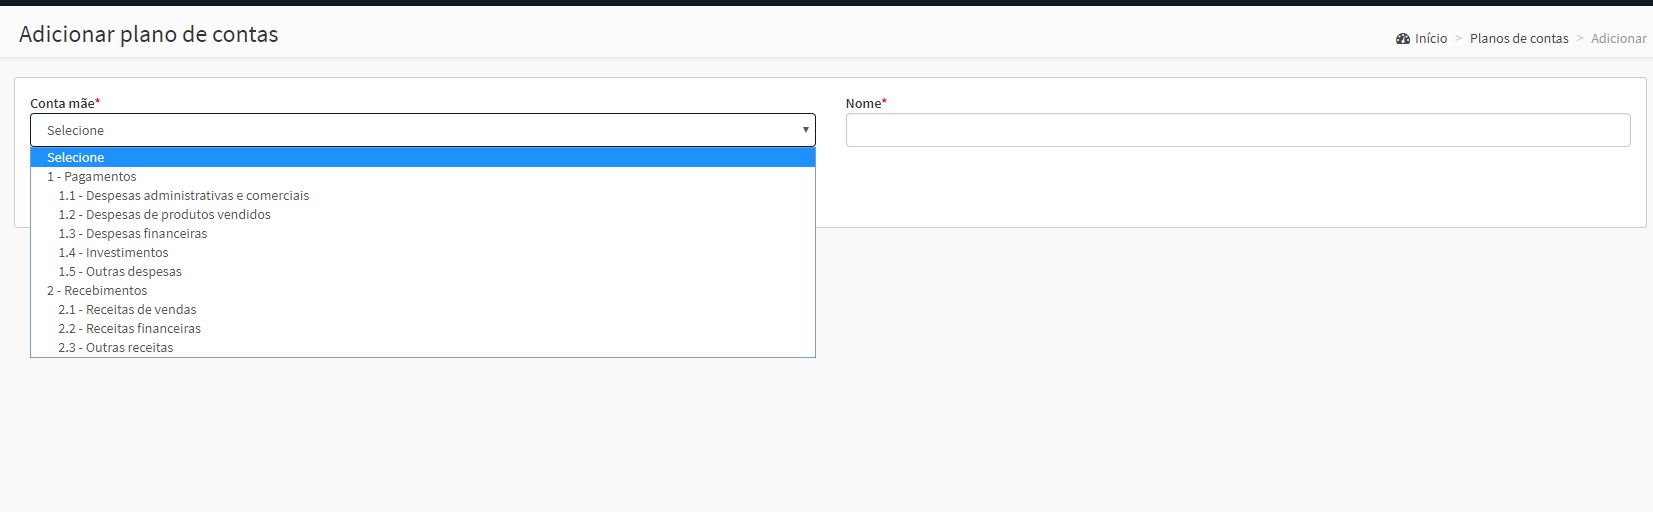 Adicionar plano de contas
Início > Planos de contas > Adicionar
Conta mãe*
Nome*
Selecione
Selecione
1 - Pagamentos
1.1 - Despesas administrativas e comerciais
1.2 - Despesas de produtos vendidos
1.3 - Despesas financeiras
1.4 - Investimentos
1.5 - Outras despesas
2 - Recebimentos
2.1 - Receitas de vendas
2.2 - Receitas financeiras
2.3 - Outras receitas